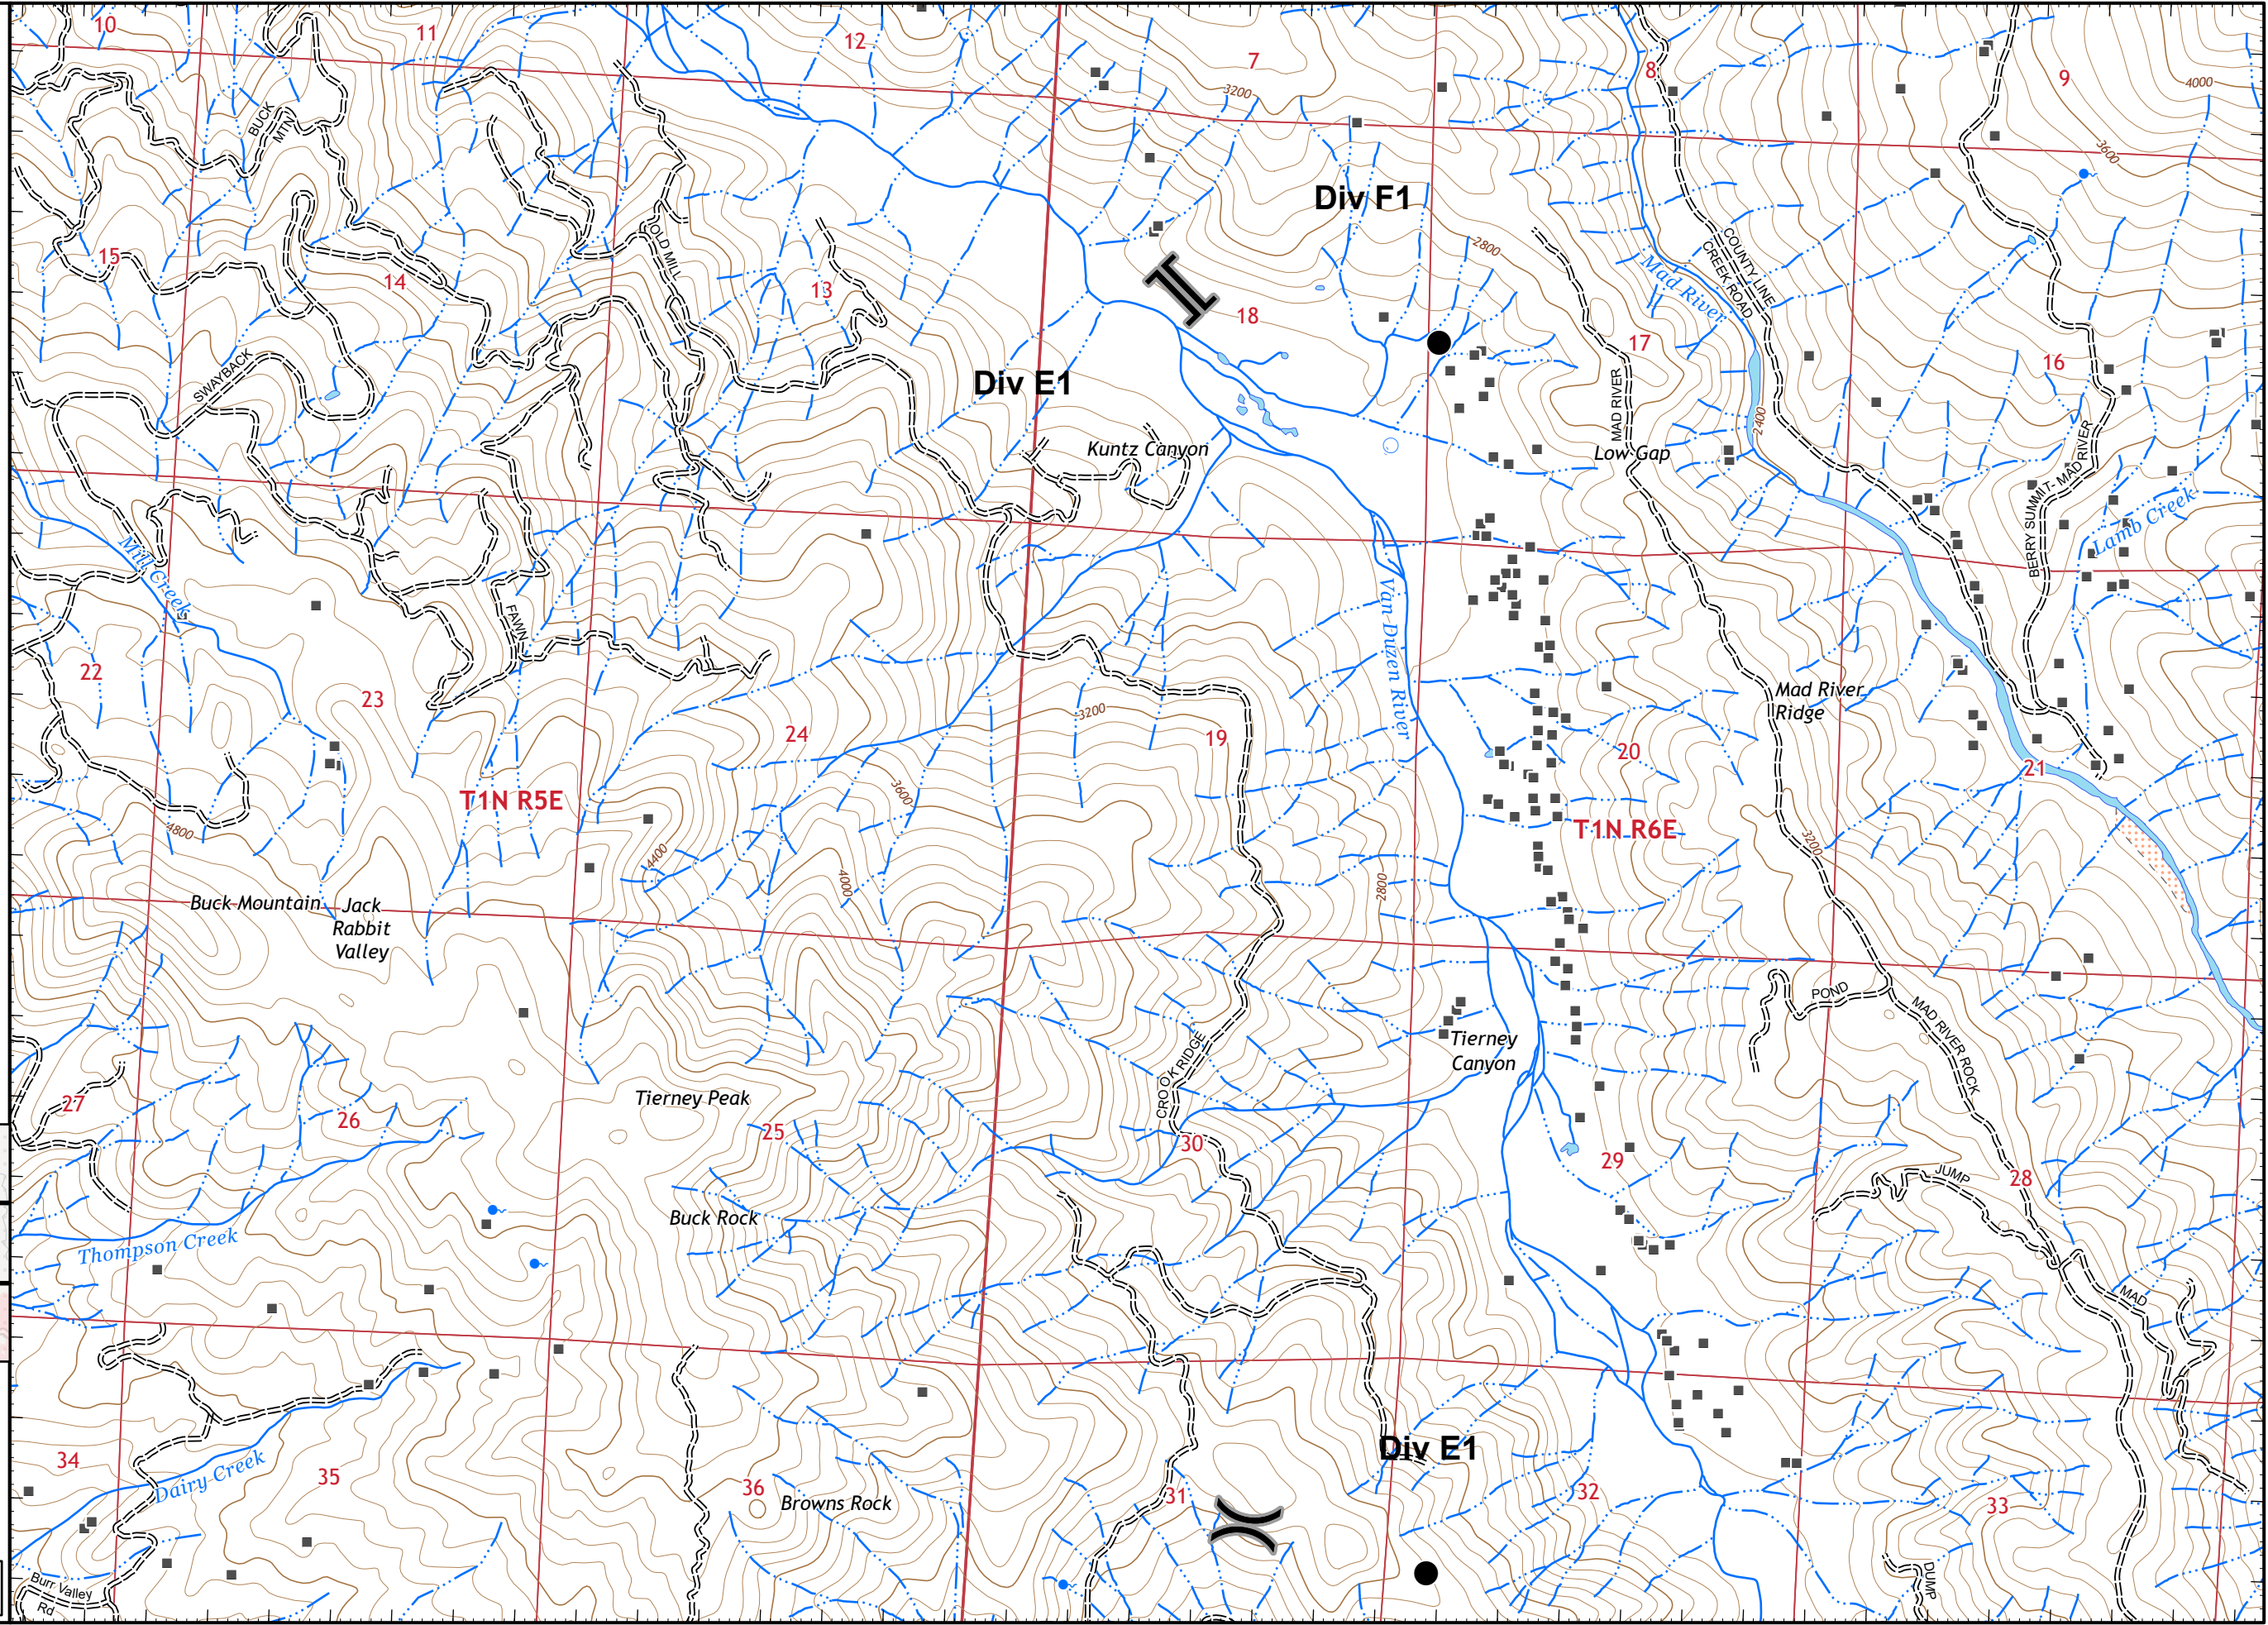 10
11
12
7
8
9
4000
3200
3600
BUCK
MTN
Div F1
2800
COUNTY LINE
CREEK ROAD
Mad River
15
14
OLD MILL
13
18
17
16
SWAYBACK
Div E1
MAD RIVER
2400
Kuntz Canyon
Low Gap
BERRY SUMMIT- MAD RIVER
Lamb Creek
Mill Creek
FAWN
Van Duzen River
22
23
24
3200
19
20
Mad River
Ridge
21
T1N R5E
3600
T1N R6E
4800
4400
4000
2800
3200
Buck Mountain
Jack
Rabbit
Valley
POND
MAD RIVER ROCK
Tierney
Canyon
CROOK RIDGE
Tierney Peak
27
26
25
30
29
28
JUMP
Buck Rock
Thompson Creek
MAD
Div E1
34
35
Dairy Creek
36
Browns Rock
31
32
33
Burr Valley
Rd
DUMP